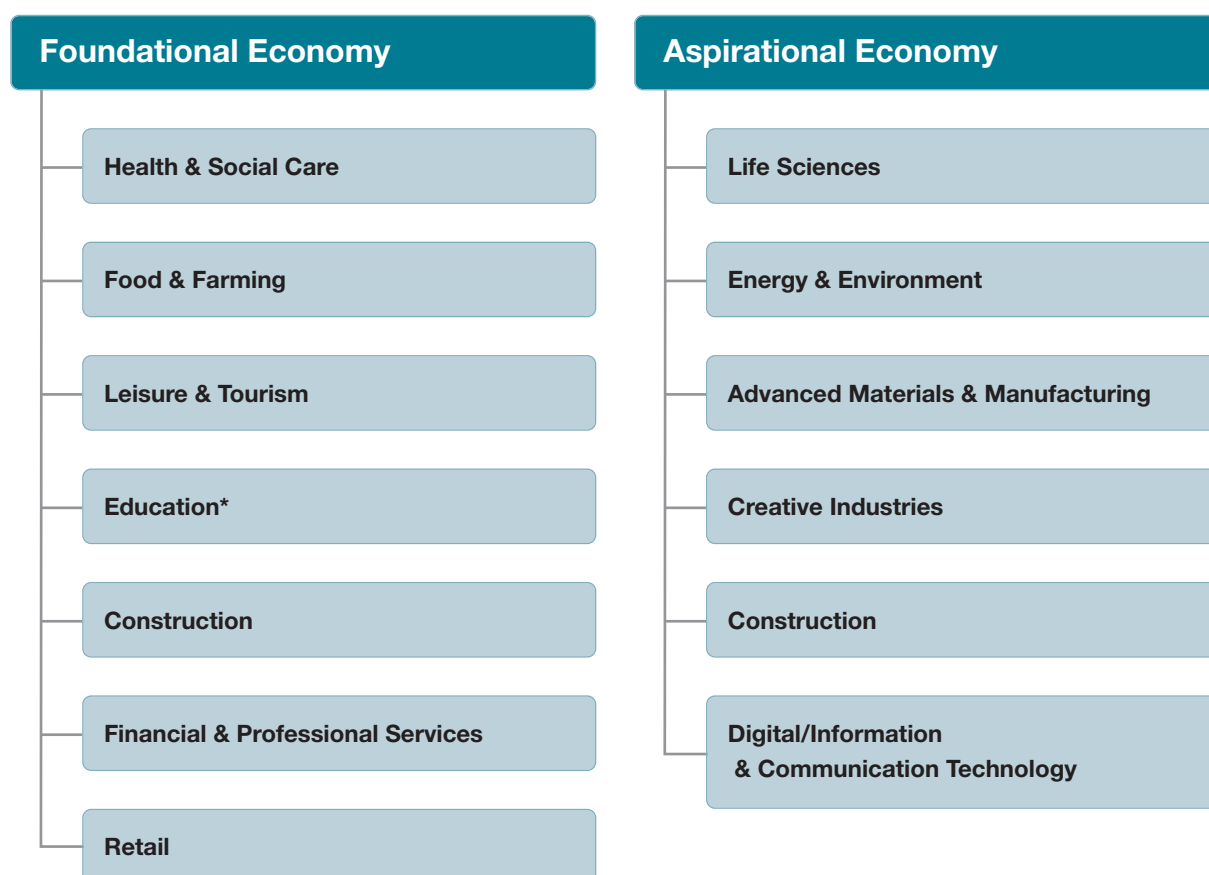 Foundational Economy
Health & Social Care
Food & Farming
Leisure & Tourism
Education*
Construction
Financial & Professional Services
Retail
Aspirational Economy
Life Sciences
Energy & Environment
Advanced Materials & Manufacturing
Creative Industries
Construction
Digital/Information
& Communication Technology